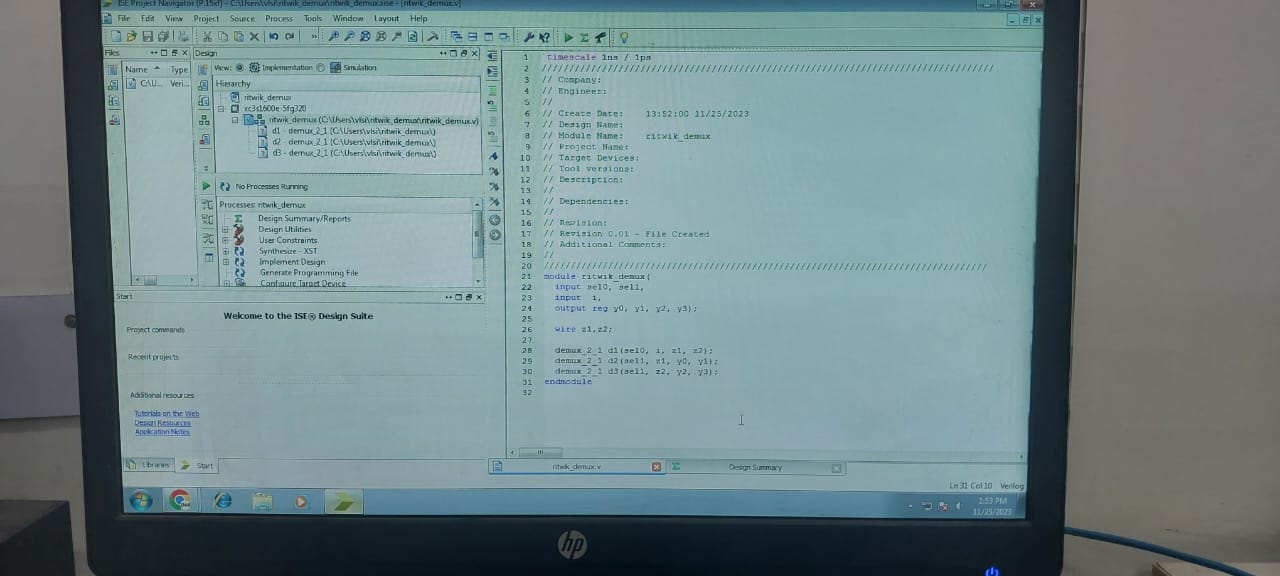 ISE Project Navigator (P.15xf) - C:\Users\vlsi\ritwik_demux\ritwik_demux.xise - [ritwik_demux.v]
File Edit View Project Source Process Tools Window Layout Help
Files
Name Type
C:\U... Veri...
Design
View: Implementation Simulation
Hierarchy
ritwik_demux
xc3s1600e-5fg320
ritwik_demux (C:\Users\vlsi\ritwik_demux\ritwik_demux.v)
d1 - demux_2_1 (C:\Users\vlsi\ritwik_demux\)
d2 - demux_2_1 (C:\Users\vlsi\ritwik_demux\)
d3 - demux_2_1 (C:\Users\vlsi\ritwik_demux\)
No Processes Running
Processes: ritwik_demux
Design Summary/Reports
Design Utilities
User Constraints
Synthesize - XST
Implement Design
Generate Programming File
Configure Target Device
Start
Welcome to the ISE® Design Suite
Project commands
Recent projects
Additional resources
Tutorials on the Web
Design Resources
Application Notes
Libraries Start
1 `timescale 1ns / 1ps
2 //////////////////////////////////////////////////////////////////////////////////
3 // Company:
4 // Engineer:
5 //
6 // Create Date: 13:52:00 11/25/2023
7 // Design Name:
8 // Module Name: ritwik_demux
9 // Project Name:
10 // Target Devices:
11 // Tool versions:
12 // Description:
13 //
14 // Dependencies:
15 //
16 // Revision:
17 // Revision 0.01 - File Created
18 // Additional Comments:
19 //
20 //////////////////////////////////////////////////////////////////////////////////
21 module ritwik_demux(
22 input sel0, sel1,
23 input i,
24 output reg y0, y1, y2, y3);
25
26 wire z1,z2;
27
28 demux_2_1 d1(sel0, i, z1, z2);
29 demux_2_1 d2(sel1, z1, y0, y1);
30 demux_2_1 d3(sel1, z2, y2, y3);
31 endmodule
32
ritwik_demux.v Design Summary
Ln 31 Col 10 Verilog
1:53 PM
11/25/2023
hp